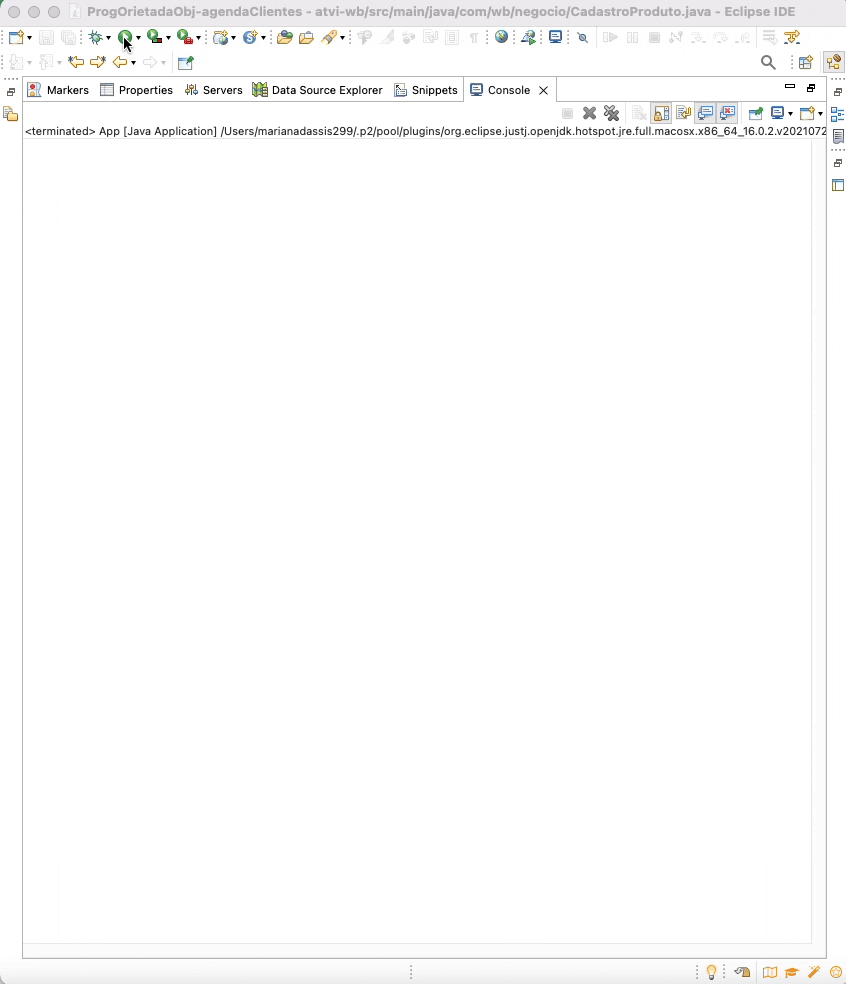 ProgOrietadaObj-agendaClientes - atvi-wb/src/main/java/com/wb/negocio/CadastroProduto.java - Eclipse IDE
Markers Properties Servers Data Source Explorer Snippets Console
<terminated> App [Java Application] /Users/marianadassis299/.p2/pool/plugins/org.eclipse.justj.openjdk.hotspot.jre.full.macosx.x86_64_16.0.2.v2021072